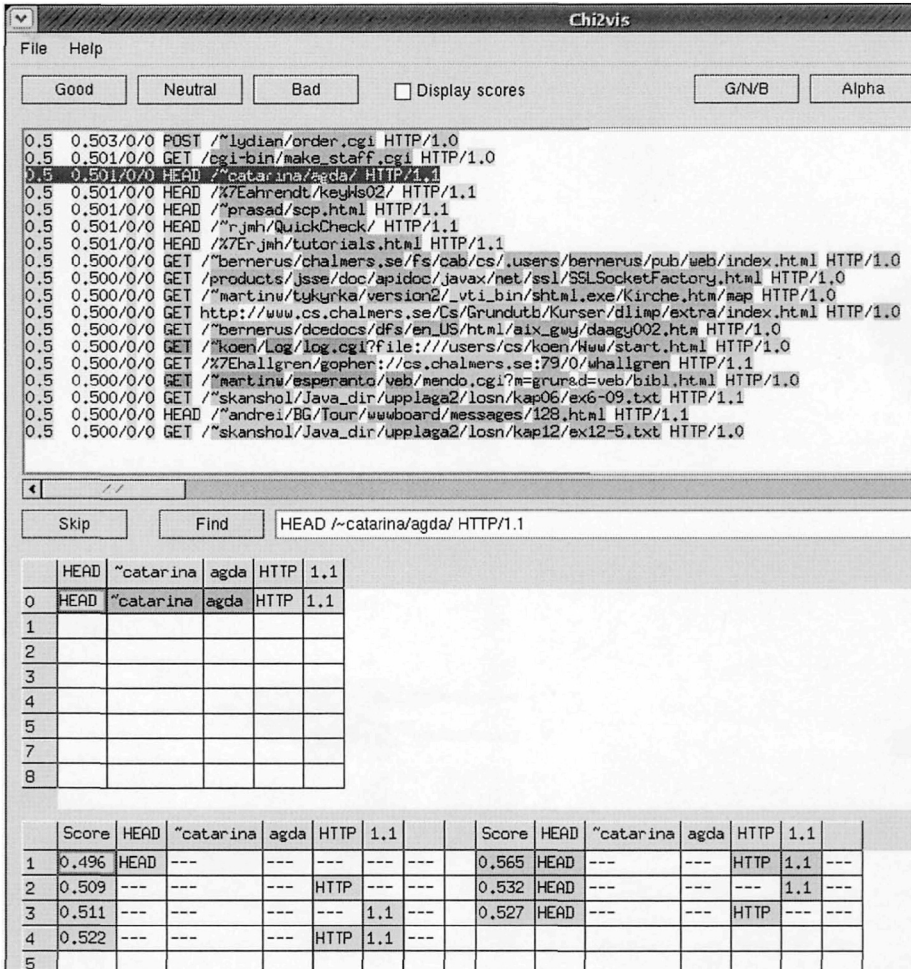 Chi2vis
File Help
Good Neutral Bad Display scores G/N/B Alpha
0.5 0.503/0/0 POST /~lydian/order.cgi HTTP/1.0
0.5 0.501/0/0 GET /cgi-bin/make_staff.cgi HTTP/1.0
0.5 0.501/0/0 HEAD /~catarina/agda/ HTTP/1.1
0.5 0.501/0/0 HEAD /%7Eahrendt/keyWs02/ HTTP/1.1
0.5 0.501/0/0 HEAD /~prasad/scp.html HTTP/1.1
0.5 0.501/0/0 HEAD /~rjmh/QuickCheck/ HTTP/1.1
0.5 0.501/0/0 HEAD /%7Erjmh/tutorials.html HTTP/1.1
0.5 0.500/0/0 GET /~bernerus/chalmers.se/fs/cab/cs/.users/bernerus/pub/web/index.html HTTP/1.0
0.5 0.500/0/0 GET /products/jsse/doc/apidoc/javax/net/ssl/SSLSocketFactory.html HTTP/1.0
0.5 0.500/0/0 GET /~martinw/tykyrka/version2/_vti_bin/shtml.exe/Kirche.htm/map HTTP/1.0
0.5 0.500/0/0 GET http://www.cs.chalmers.se/Cs/Grundutb/Kurser/dlimp/extra/index.html HTTP/1.0
0.5 0.500/0/0 GET /~bernerus/dcedocs/dfs/en_US/html/aix_gwy/daagy002.htm HTTP/1.0
0.5 0.500/0/0 GET /~koen/Log/log.cgi?file:///users/cs/koen/Www/start.html HTTP/1.0
0.5 0.500/0/0 GET /%7Ehallgren/gopher://cs.chalmers.se:79/0/whallgren HTTP/1.1
0.5 0.500/0/0 GET /~martinw/esperanto/web/mendo.cgi?m=grur&d=veb/bibl.htm HTTP/1.0
0.5 0.500/0/0 GET /~skanshol/Java_dir/upplaga2/losn/kap06/ex6-09.txt HTTP/1.1
0.5 0.500/0/0 HEAD /~andrei/BG/Tour/wwwboard/messages/128.html HTTP/1.1
0.5 0.500/0/0 GET /~skanshol/Java_dir/upplaga2/losn/kap12/ex12-5.txt HTTP/1.0
Skip Find HEAD /~catarina/agda/ HTTP/1.1
HEAD ~catarina agda HTTP 1.1
0 HEAD ~catarina agda HTTP 1.1
1
2
3
4
5
7
8
Score HEAD ~catarina agda HTTP 1.1 Score HEAD ~catarina agda HTTP 1.1
1 0.496 HEAD --- --- --- --- --- 0.565 HEAD --- --- HTTP 1.1 ---
2 0.509 --- --- --- HTTP --- --- 0.532 HEAD --- --- --- 1.1 ---
3 0.511 --- --- --- --- 1.1 --- 0.527 HEAD --- --- HTTP --- ---
4 0.522 --- --- --- HTTP 1.1 ---
5